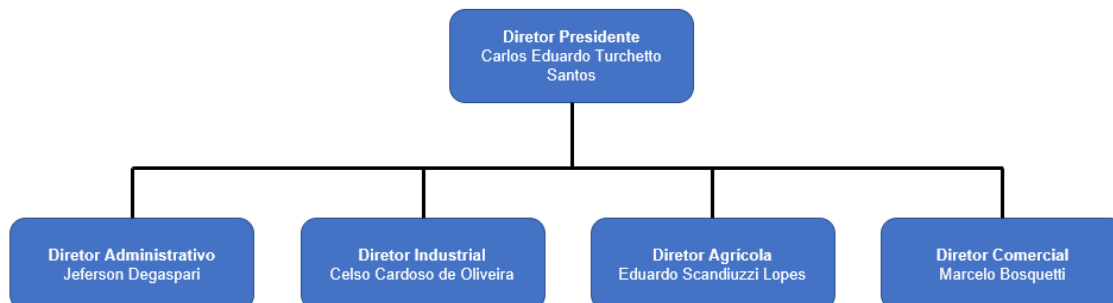 Diretor Presidente
Carlos Eduardo Turchetto
Santos
Diretor Administrativo
Jeferson Degaspari
Diretor Industrial
Celso Cardoso de Oliveira
Diretor Agrícola
Eduardo Scandiuzzi Lopes
Diretor Comercial
Marcelo Bosquetti